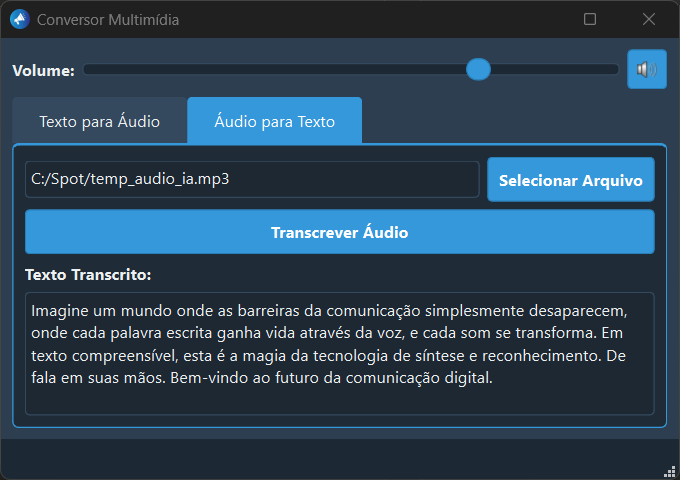 Conversor Multimídia
Volume:
Texto para Áudio
Áudio para Texto
C:/Spot/temp_audio_ia.mp3
Selecionar Arquivo
Transcrever Áudio
Texto Transcrito:
Imagine um mundo onde as barreiras da comunicação simplesmente desaparecem,
onde cada palavra escrita ganha vida através da voz, e cada som se transforma. Em
texto compreensível, esta é a magia da tecnologia de síntese e reconhecimento. De
fala em suas mãos. Bem-vindo ao futuro da comunicação digital.